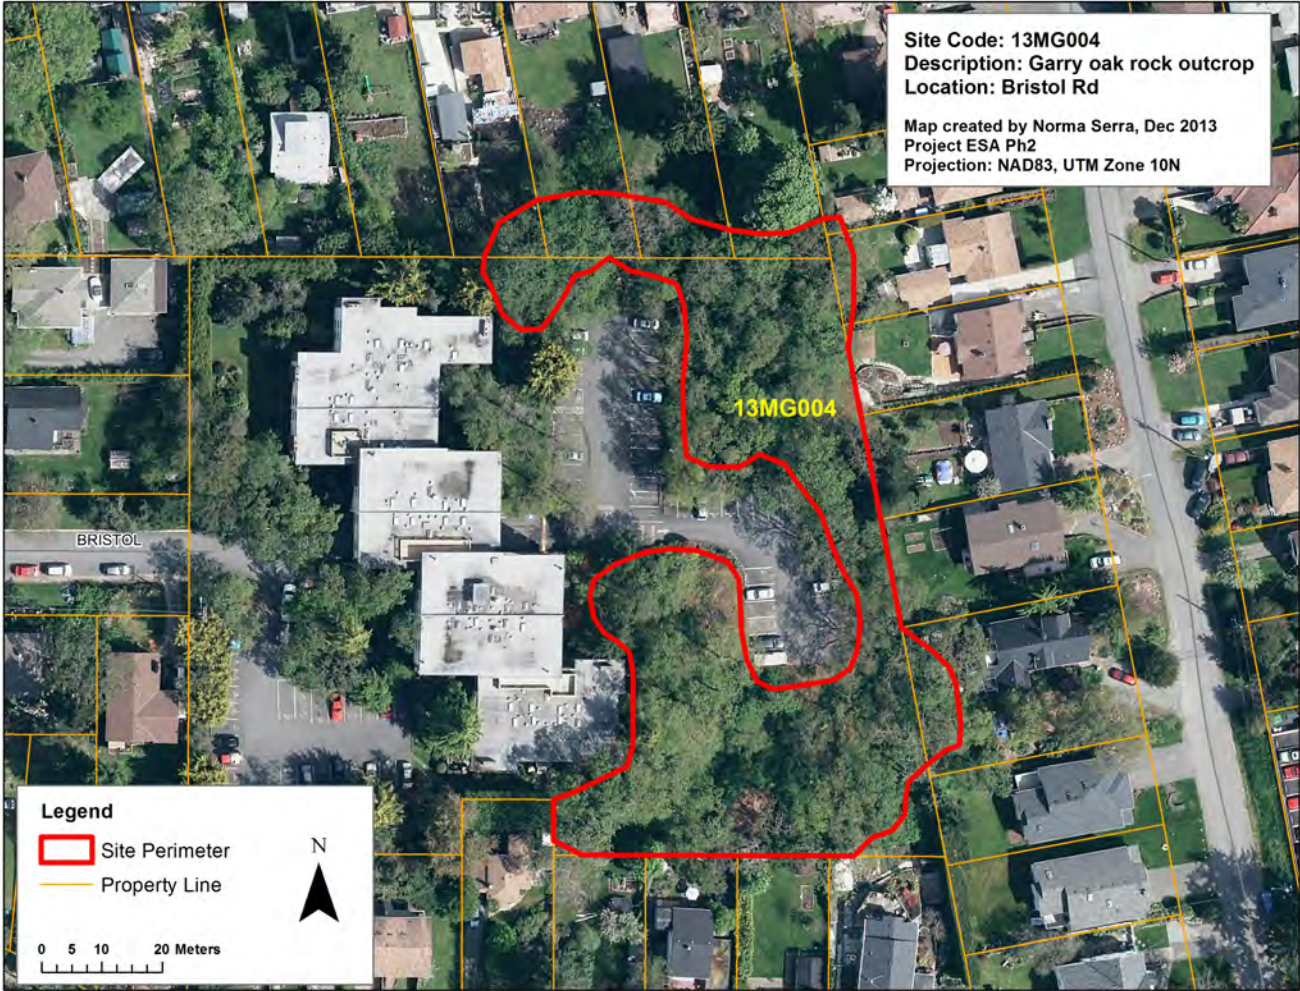 Site Code: 13MG004
Description: Garry oak rock outcrop
Location: Bristol Rd
Map created by Norma Serra, Dec 2013
Project ESA Ph2
Projection: NAD83, UTM Zone 10N
13MG004
BRISTOL
Legend
Site Perimeter
Property Line
N
0 5 10 20 Meters